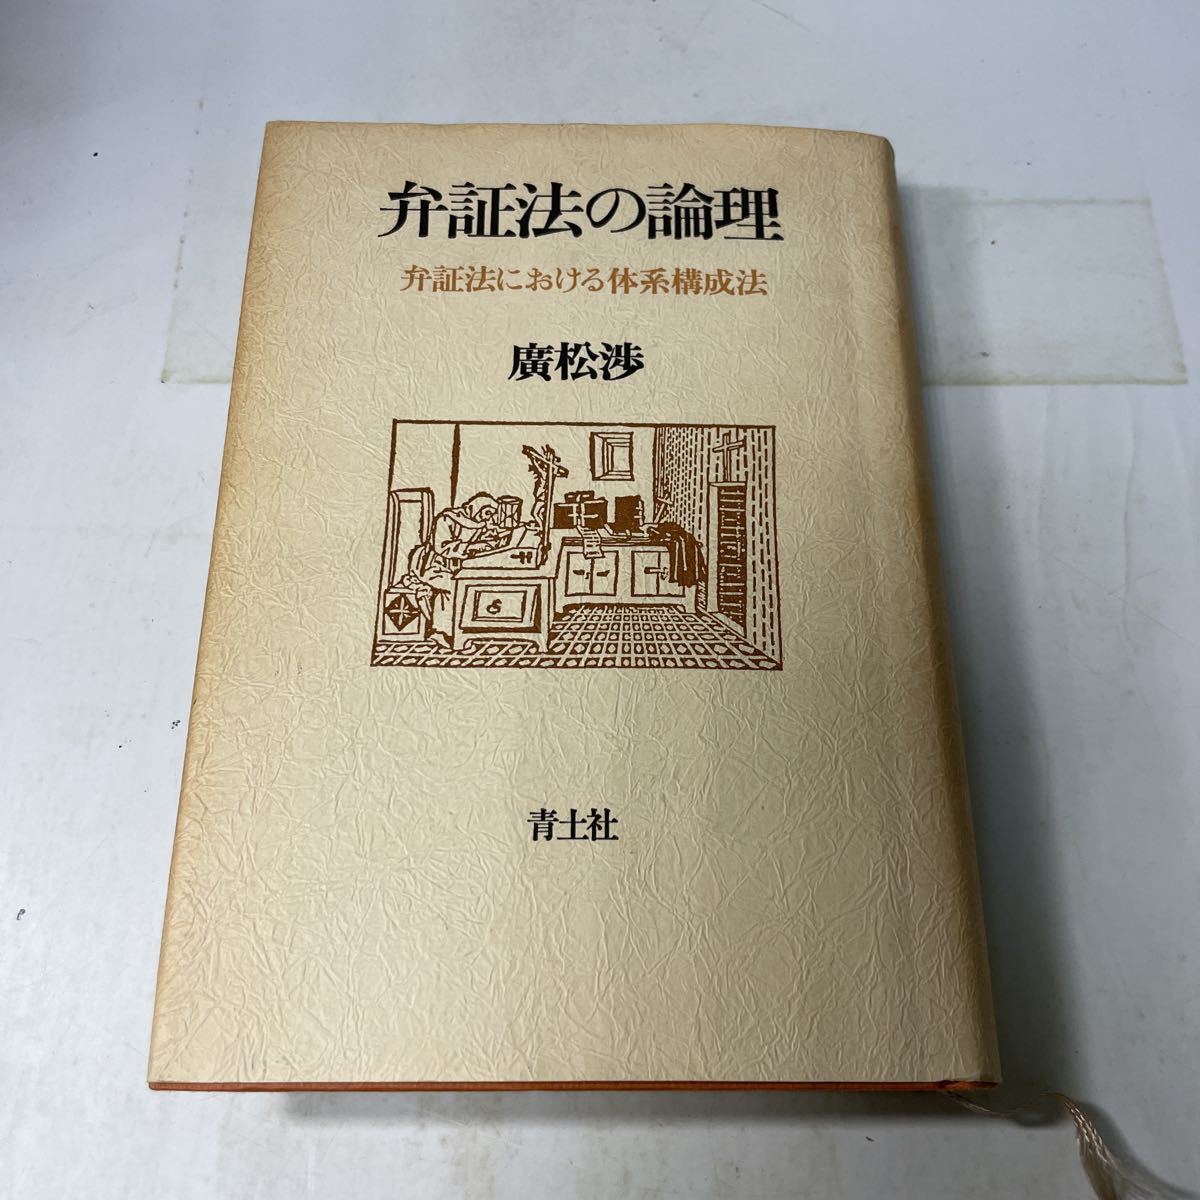 弁証法の論理
弁証法における体系構成法
廣松渉
青土社